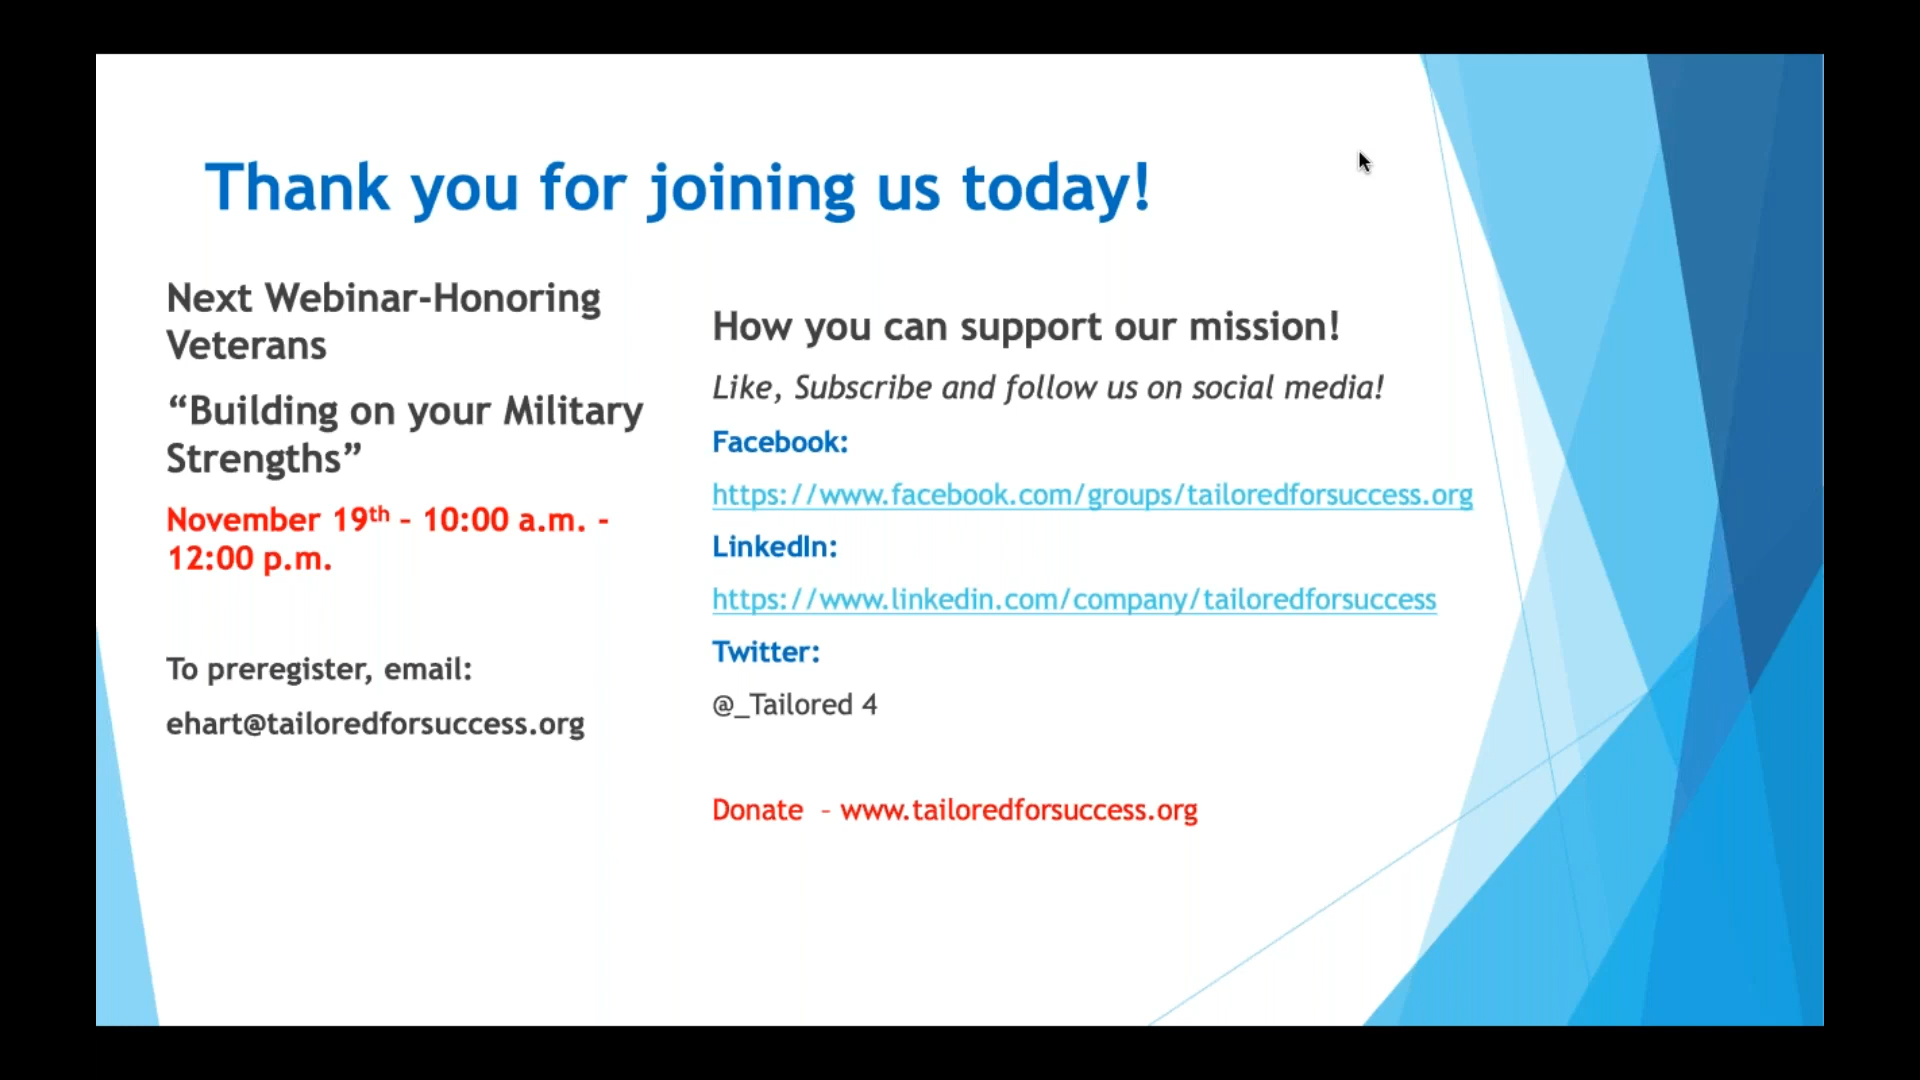 Thank you for joining us today!
Next Webinar-Honoring
Veterans
“Building on your Military
Strengths”
November 19th – 10:00 a.m. -
12:00 p.m.
To preregister, email:
ehart@tailoredforsuccess.org
How you can support our mission!
Like, Subscribe and follow us on social media!
Facebook:
https://www.facebook.com/groups/tailoredforsuccess.org
LinkedIn:
https://www.linkedin.com/company/tailoredforsuccess
Twitter:
@_Tailored 4
Donate – www.tailoredforsuccess.org